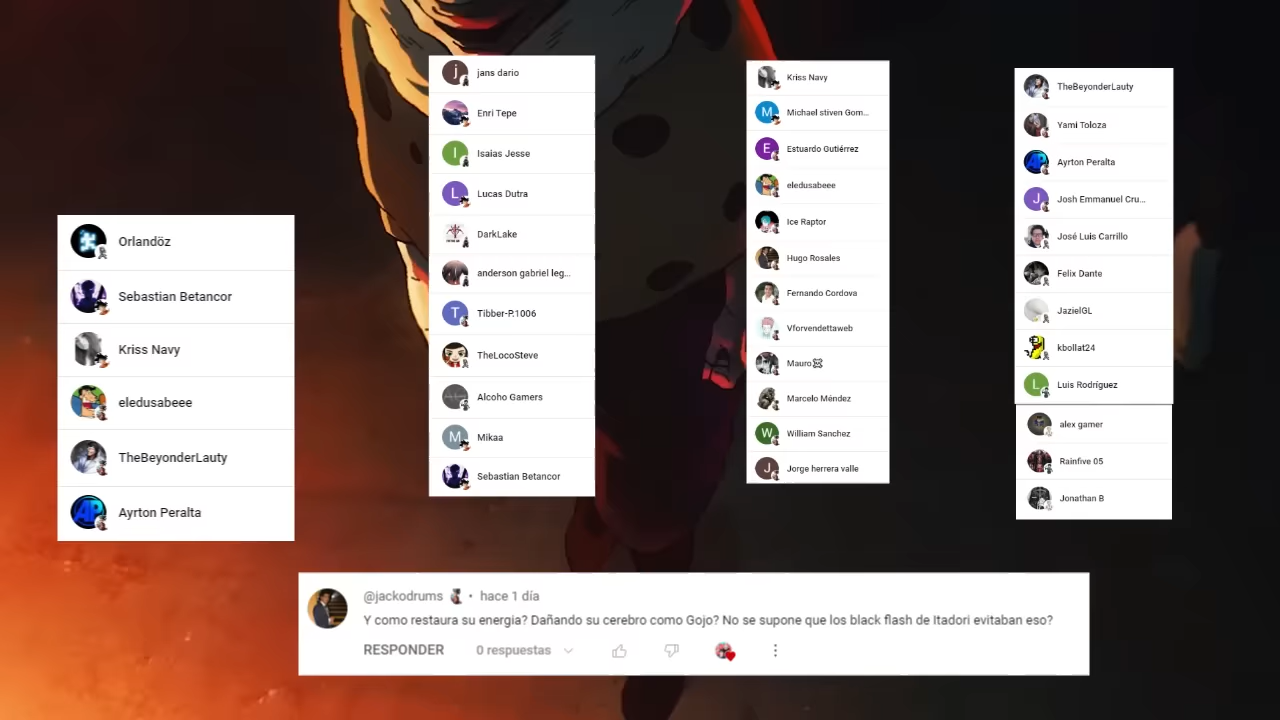 Orlandöz
Sebastian Betancor
Kriss Navy
eledusabeee
TheBeyonderLauty
Ayrton Peralta
j
jans dario
Enri Tepe
I
Isaias Jesse
L
Lucas Dutra
DarkLake
anderson gabriel leg...
T
Tibber-P.1006
TheLocoSteve
Alcoho Gamers
M
Mikaa
Sebastian Betancor
Kriss Navy
M
Michael stiven Gom...
E
Estuardo Gutiérrez
eledusabeee
Ice Raptor
Hugo Rosales
Fernando Cordova
Vforvendettaweb
Mauro
Marcelo Méndez
W
William Sanchez
J
Jorge herrera valle
TheBeyonderLauty
Yami Toloza
Ayrton Peralta
J
Josh Emmanuel Cru...
José Luis Carrillo
Felix Dante
JazielGL
kbollat24
L
Luis Rodríguez
alex gamer
Rainfive 05
Jonathan B
@jackodrums • hace 1 día
Y como restaura su energia? Dañando su cerebro como Gojo? No se supone que los black flash de Itadori evitaban eso?
RESPONDER 0 respuestas